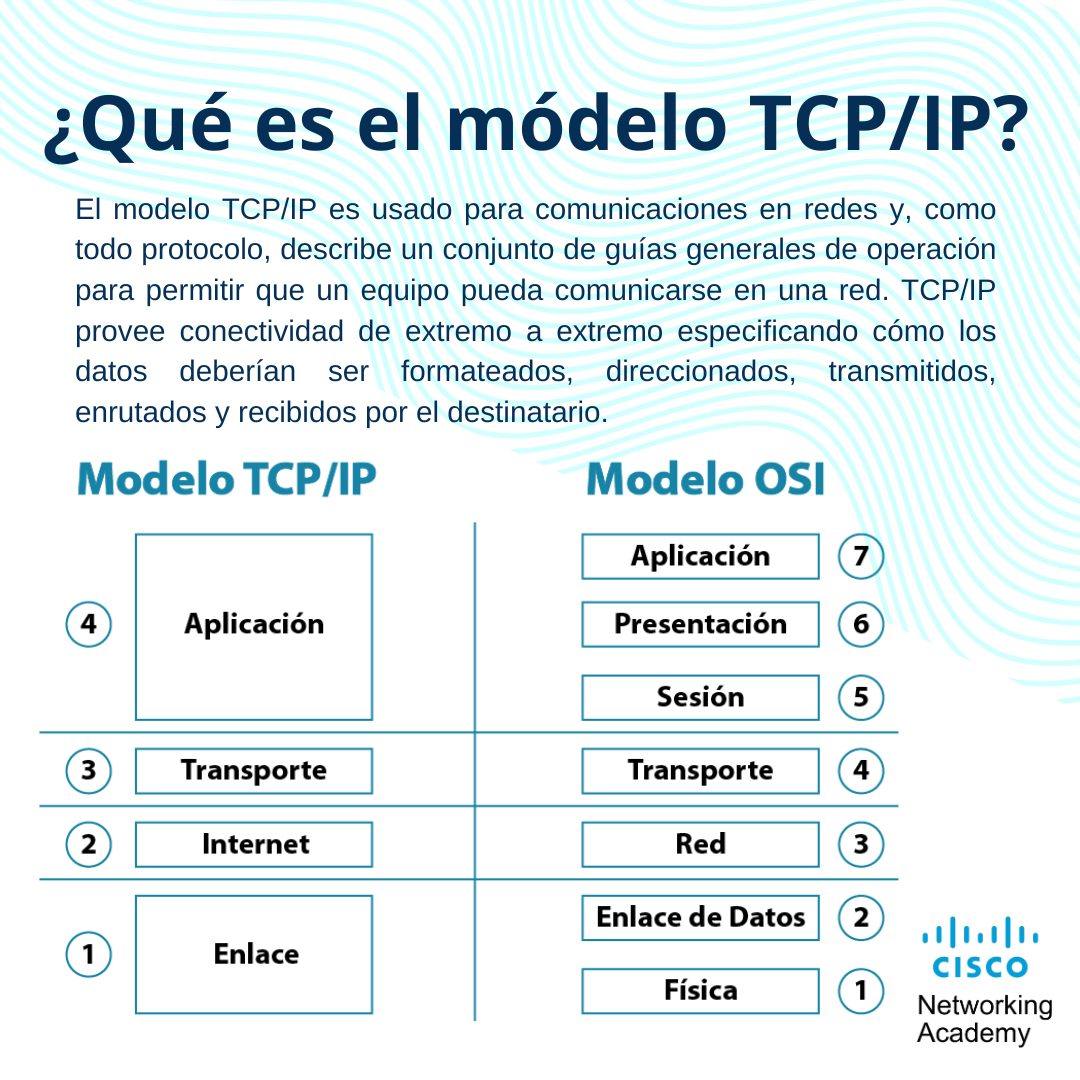 ¿Qué es el módelo TCP/IP?
El modelo TCP/IP es usado para comunicaciones en redes y, como
todo protocolo, describe un conjunto de guías generales de operación
para permitir que un equipo pueda comunicarse en una red. TCP/IP
provee conectividad de extremo a extremo especificando cómo los
datos deberían ser formateados, direccionados, transmitidos,
enrutados y recibidos por el destinatario.
Modelo TCP/IP
Modelo OSI
4
Aplicación
Aplicación
7
Presentación
6
Sesión
5
3
Transporte
Transporte
4
2
Internet
Red
3
1
Enlace
Enlace de Datos
2
Física
1
CISCO
Networking
Academy